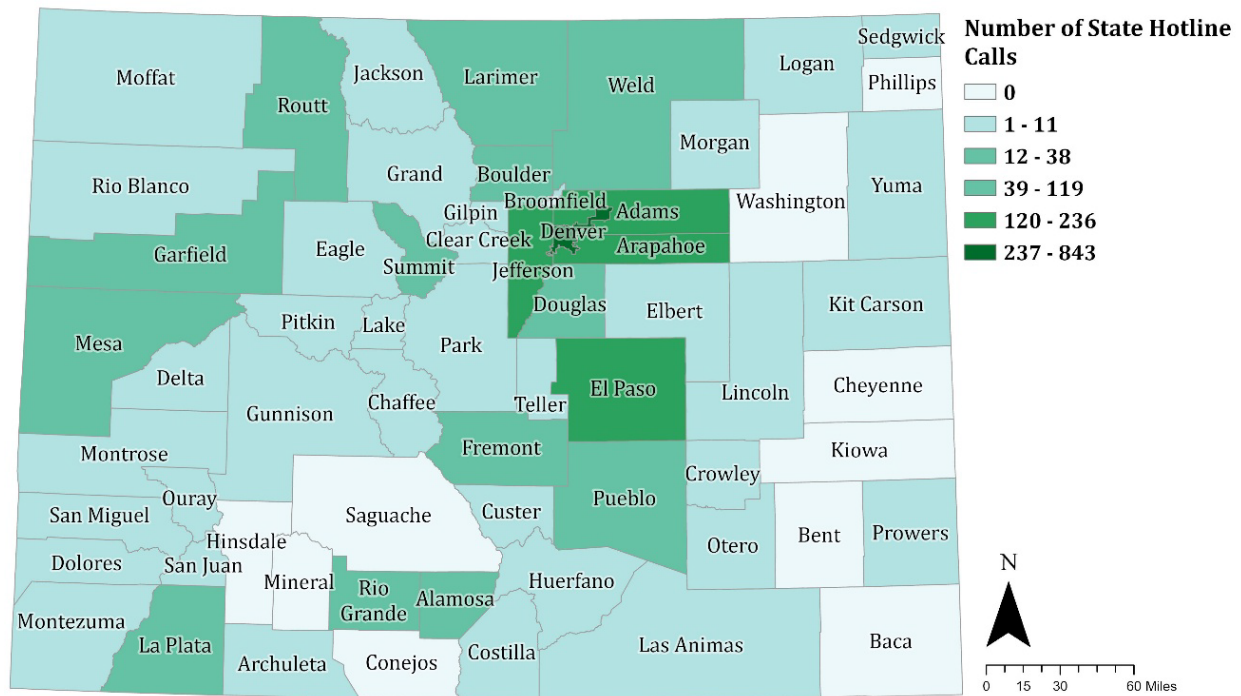 Number of State Hotline
Calls
0
1 - 11
12 - 38
39 - 119
120 - 236
237 - 843
Moffat
Routt
Jackson
Larimer
Weld
Logan
Sedgwick
Phillips
Morgan
Rio Blanco
Grand
Boulder
Washington
Yuma
Gilpin
Broomfield
Adams
Clear Creek
Denver
Arapahoe
Garfield
Eagle
Summit
Jefferson
Douglas
Elbert
Kit Carson
Mesa
Pitkin
Lake
Park
Delta
Gunnison
Chaffee
Teller
El Paso
Lincoln
Cheyenne
Montrose
Fremont
Kiowa
Ouray
Crowley
Pueblo
San Miguel
Saguache
Custer
Otero
Bent
Prowers
Hinsdale
Dolores
San Juan
Mineral
Rio
Grande
Alamosa
Huerfano
Montezuma
La Plata
Archuleta
Conejos
Costilla
Las Animas
Baca
N
0 15 30 60 Miles